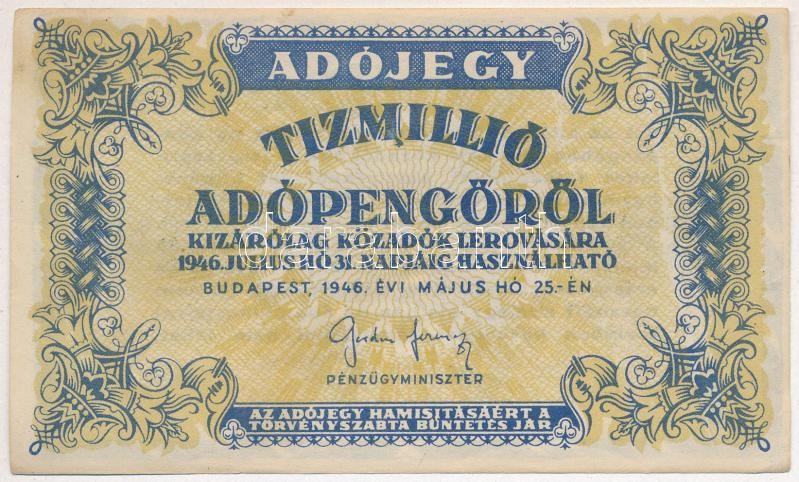 ADÓJEGY
TIZMILLIÓ
ADÓPENGŐRŐL
KIZÁRÓLAG KÖZADÓK LEROVÁSÁRA
1946. JULIUS HÓ 31. NAPJÁIG HASZNÁLHATÓ
BUDAPEST, 1946. ÉVI MÁJUS HÓ 25.-ÉN
PÉNZÜGYMINISZTER
AZ ADÓJEGY HAMISITÁSÁÉRT A
TÖRVÉNYSZABTA BÜNTETÉS JÁR